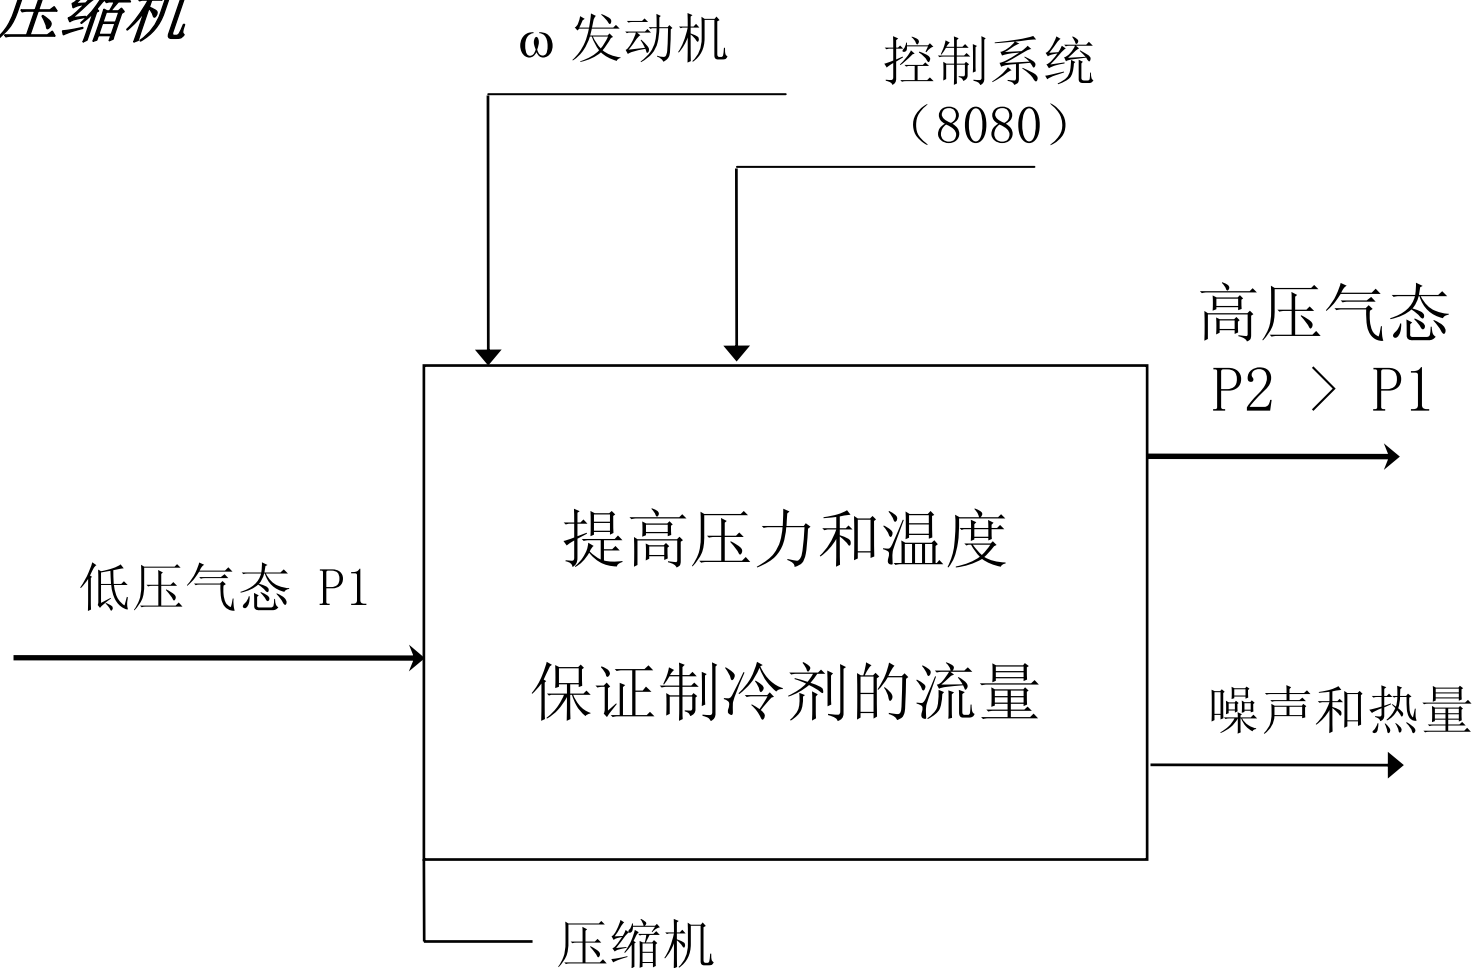 压缩机
ω 发动机
控制系统
（8080）
高压气态
P2 > P1
提高压力和温度
低压气态 P1
保证制冷剂的流量
噪声和热量
压缩机